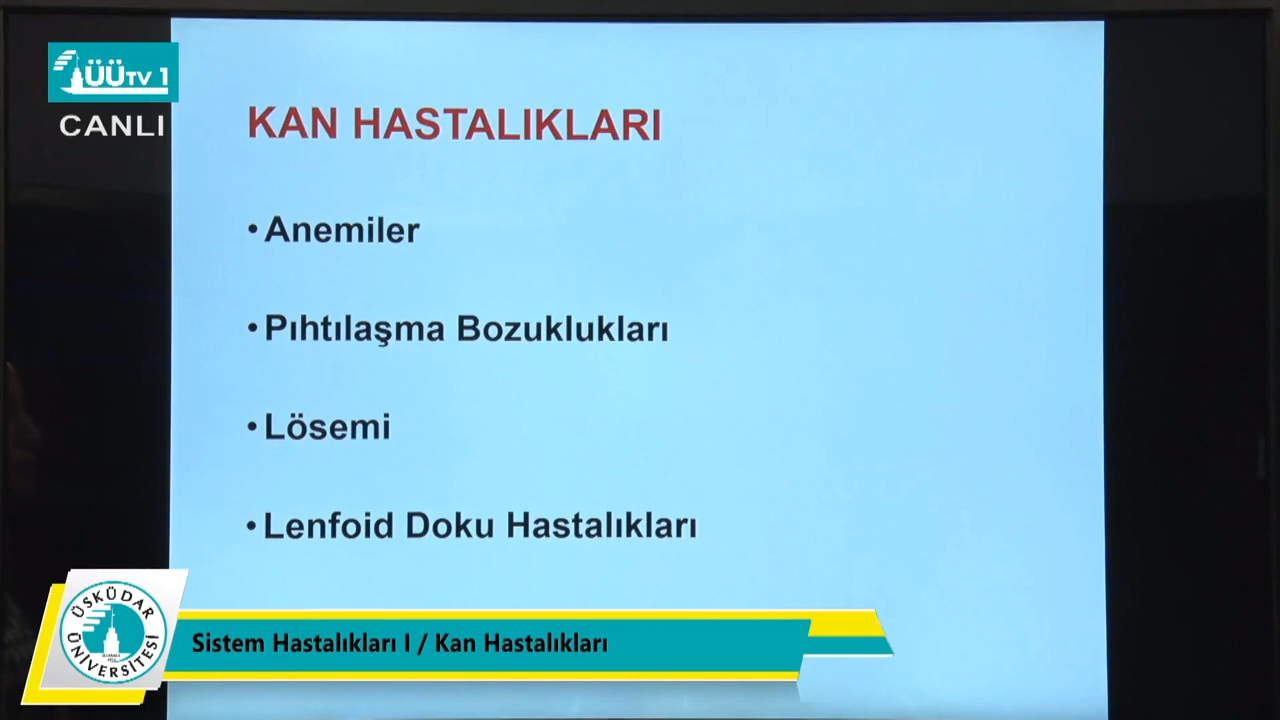 ÜÜTV 1
CANLI
KAN HASTALIKLARI
• Anemiler
• Pıhtılaşma Bozuklukları
• Lösemi
• Lenfoid Doku Hastalıkları
ÜSKÜDAR
ÜNİVERSİTESİ
Sistem Hastalıkları I / Kan Hastalıkları